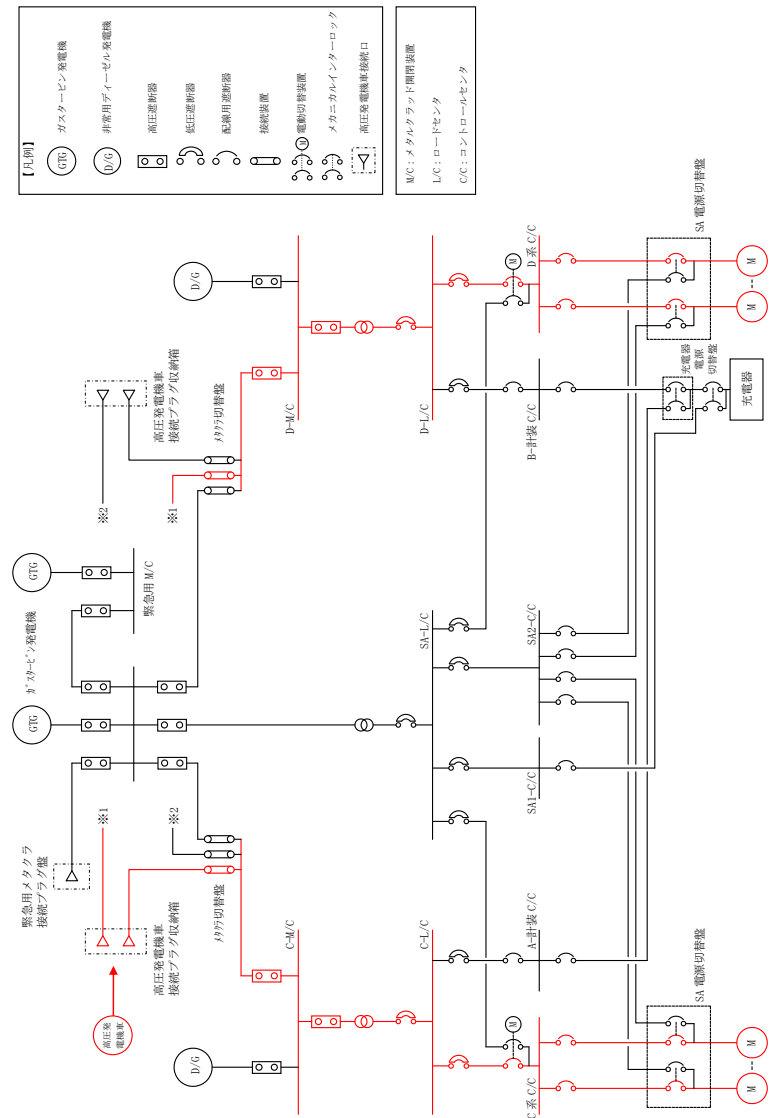 【凡例】
GTG
ガスタービン発電機
D/G
非常用ディーゼル発電機
高圧遮断器
低圧遮断器
配線用遮断器
接続装置
M
電動切替装置
メカニカルインターロック
高圧発電機車接続口
M/C：メタルクラッド開閉装置
L/C：ロードセンタ
C/C：コントロールセンタ
高圧発
電機車
高圧発電機車
接続プラグ収納箱
緊急用メタクラ
接続プラグ盤
※1
※2
GTG
ガスタービン発電機
GTG
緊急用 M/C
※2
※1
高圧発電機車
接続プラグ収納箱
メタクラ切替盤
メタクラ切替盤
D/G
D/G
C-M/C
D-M/C
C-L/C
SA-L/C
D-L/C
M
M
C 系 C/C
A-計装 C/C
SA1-C/C
SA2-C/C
B-計装 C/C
D 系 C/C
SA 電源切替盤
充電器
電源
切替盤
SA 電源切替盤
M
M
充電器
M
M